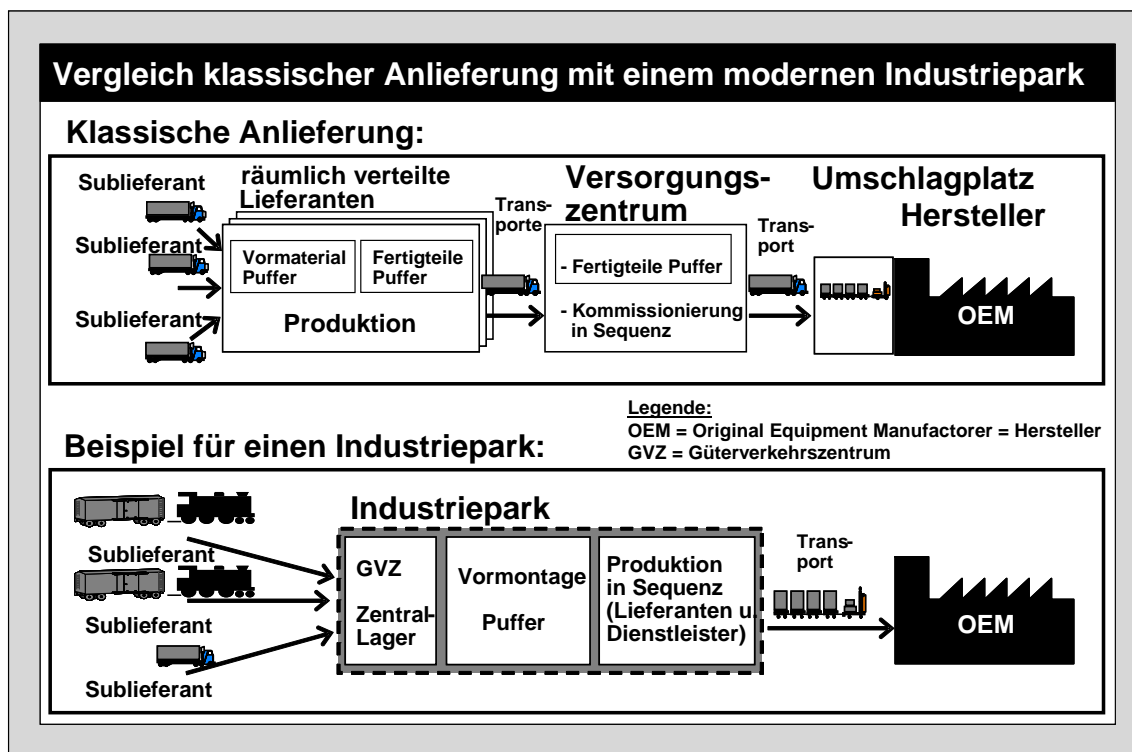 Vergleich klassischer Anlieferung mit einem modernen Industriepark
Klassische Anlieferung:
Sublieferant
Sublieferant
Sublieferant
räumlich verteilte
Lieferanten
Vormaterial
Puffer
Fertigteile
Puffer
Produktion
Trans-
porte
Versorgungs-
zentrum
- Fertigteile Puffer
- Kommissionierung
in Sequenz
Trans-
port
Umschlagplatz
Hersteller
OEM
Legende:
OEM = Original Equipment Manufactorer = Hersteller
GVZ = Güterverkehrszentrum
Beispiel für einen Industriepark:
Sublieferant
Sublieferant
Sublieferant
Industriepark
GVZ
Zentral-
Lager
Vormontage
Puffer
Produktion
in Sequenz
(Lieferanten u.
Dienstleister)
Trans-
port
OEM